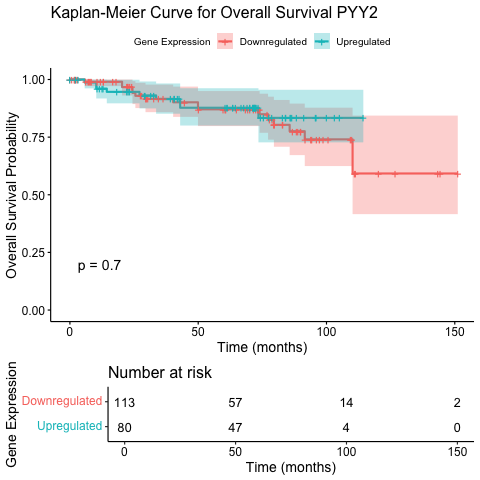 Kaplan-Meier Curve for Overall Survival PYY2
Gene Expression Downregulated Upregulated
Overall Survival Probability
1.00
0.75
0.50
0.25
0.00
p = 0.7
0 50 100 150
Time (months)
Number at risk
Gene Expression
Downregulated 113 57 14 2
Upregulated 80 47 4 0
0 50 100 150
Time (months)